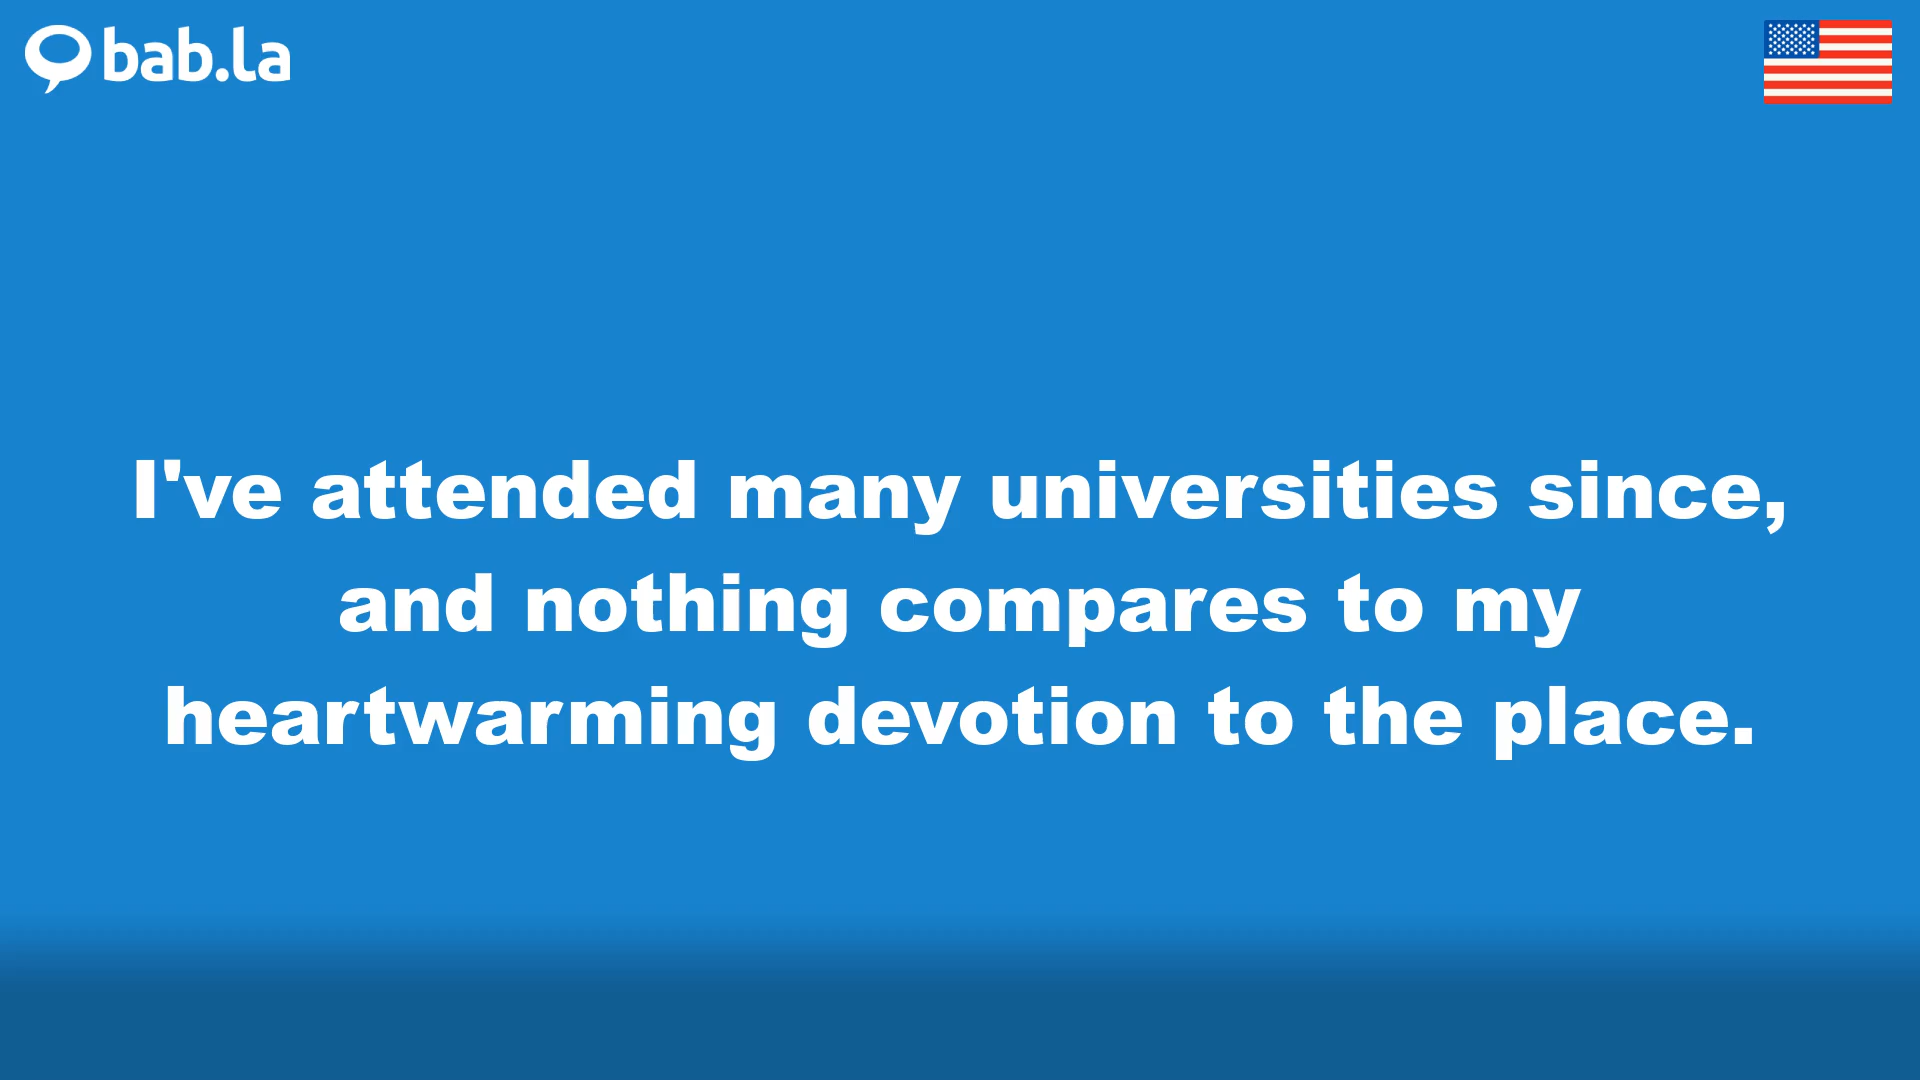 bab.la
I've attended many universities since,
and nothing compares to my
heartwarming devotion to the place.